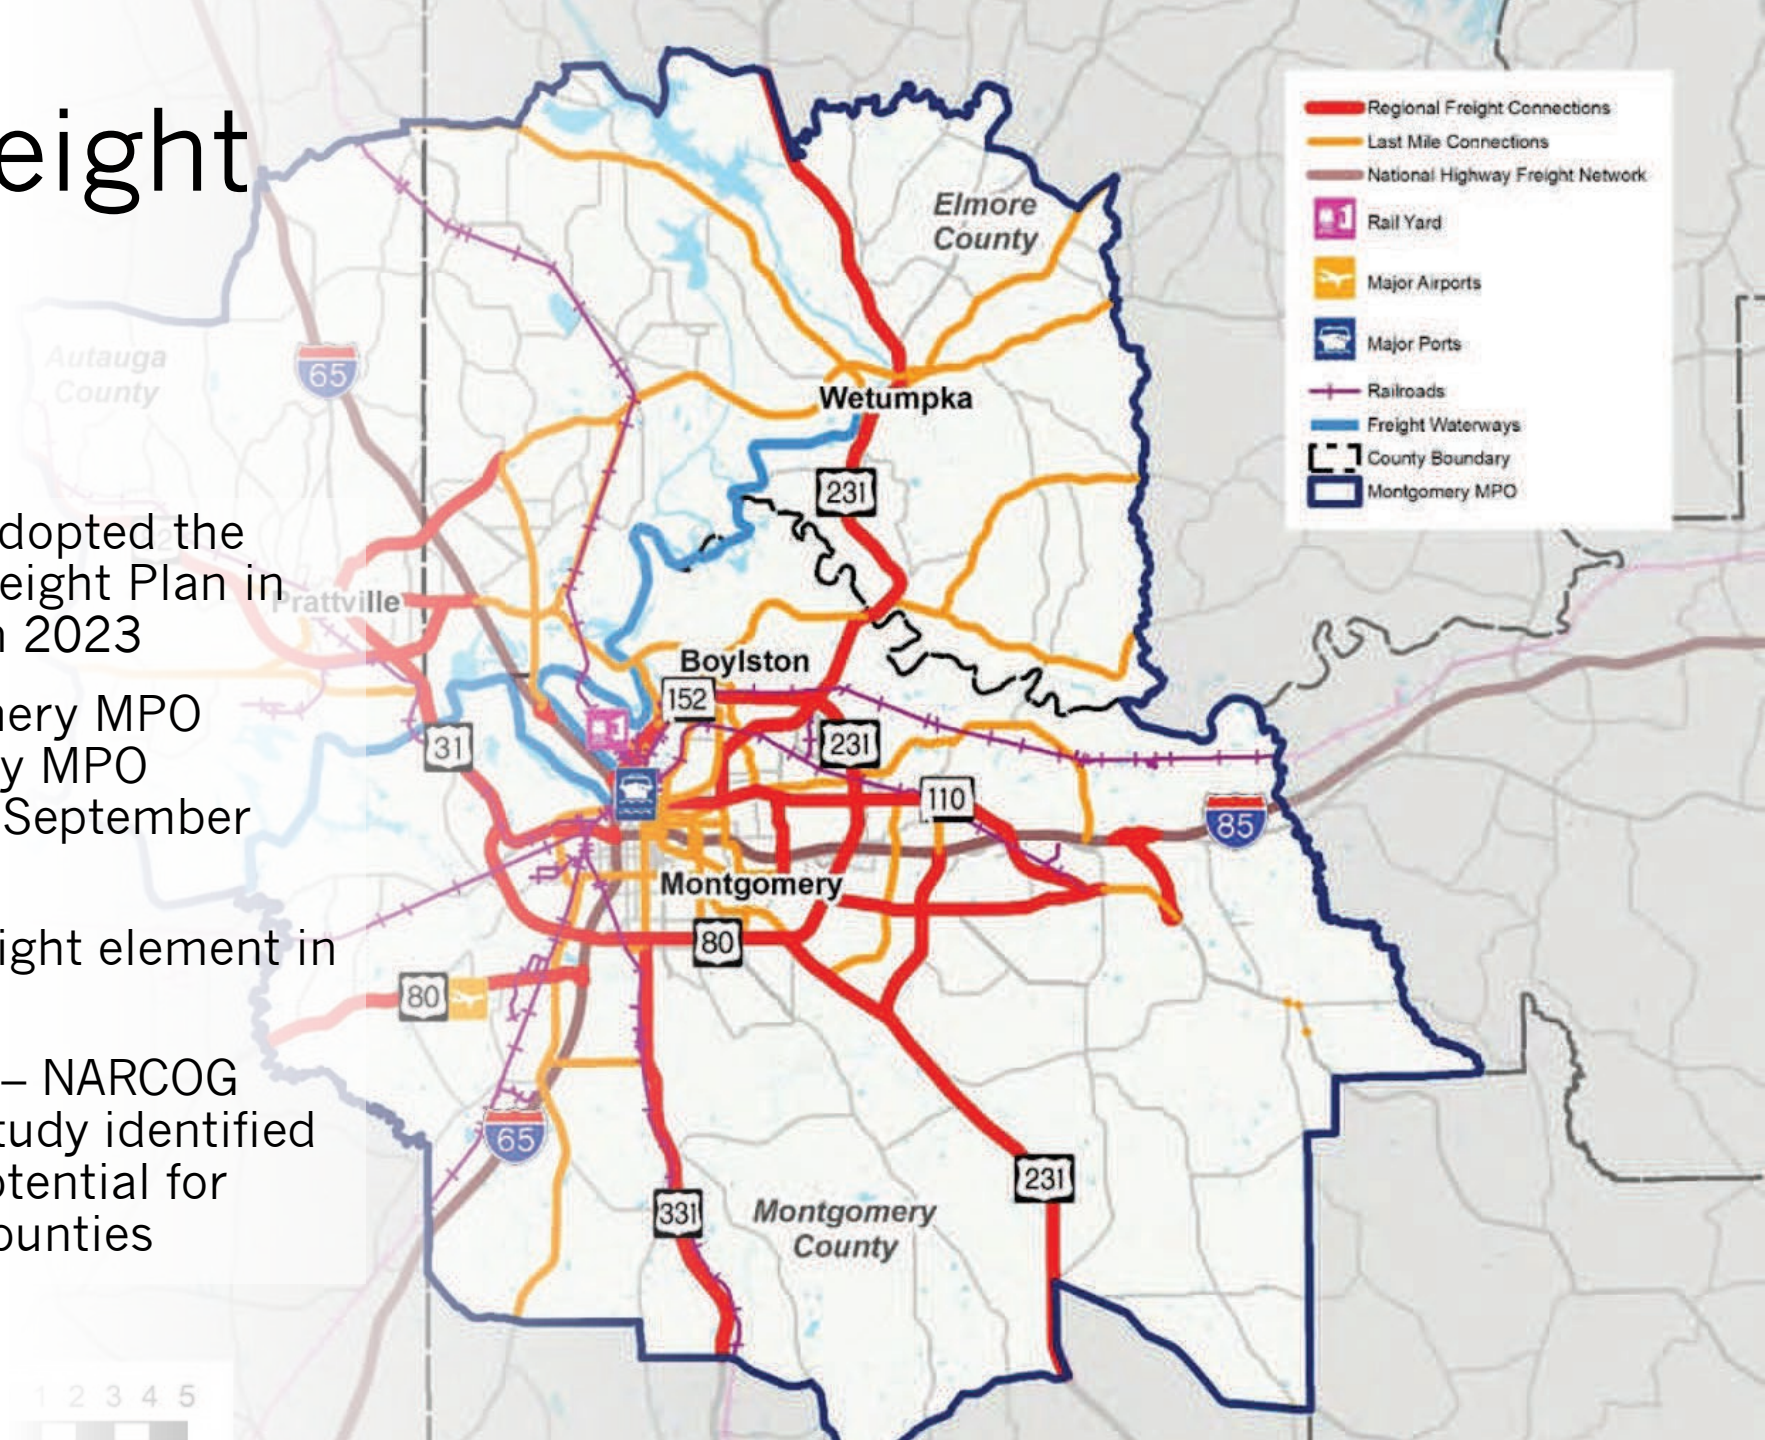 eight
dopted the
eight Plan in
n 2023
nery MPO
y MPO
September
ight element in
– NARCOG
tudy identified
otential for
ounties
Regional Freight Connections
Last Mile Connections
National Highway Freight Network
Rail Yard
Major Airports
Major Ports
Railroads
Freight Waterways
County Boundary
Montgomery MPO
Elmore
County
Autauga
County
65
Wetumpka
231
Prattville
Boylston
152
31
231
110
85
Montgomery
80
80
65
331
231
Montgomery
County
1 2 3 4 5